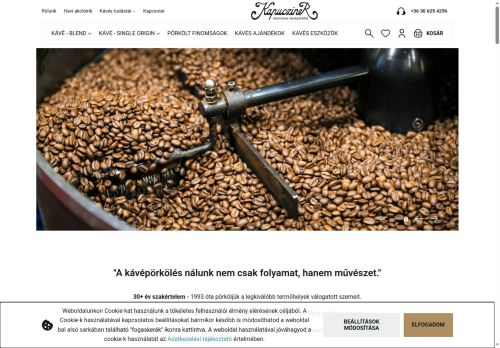 Rólunk
Havi akcióink
Kávés tudástár
Kapcsolat
KapuczineR
+36 30 625 4256
KÁVÉ - BLEND
KÁVÉ - SINGLE ORIGIN
PÖRKÖLT FINOMSÁGOK
KÁVÉS AJÁNDÉKOK
KÁVÉS ESZKÖZÖK
KOSÁR
"A kávépörkölés nálunk nem csak folyamat, hanem művészet."
30+ év szakértelem - 1993 óta pörköljük a legkiválóbb termőhelyek válogatott szemeit.
Weboldalunkon Cookie-kat használunk a tökéletes felhasználói élmény elérésének céljából. A
Cookie-k használatával kapcsolatos beállításokat bármikor később is módosíthatod a weboldal
bal alsó sarkában található "fogaskerék" ikonra kattintva. A weboldal használatával jóváhagyod a
cookie-k használatát az Adatkezelési tájékoztató értelmében.
BEÁLLÍTÁSOK
MÓDOSÍTÁSA
ELFOGADOM